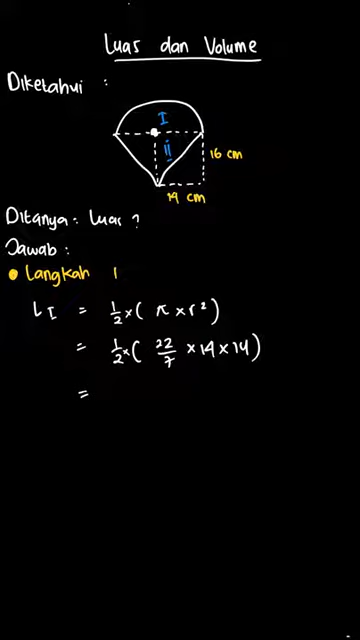 Luas dan Volume
Diketahui :
I
ii
16 cm
14 cm
Ditanya : Luas ?
Jawab :
• Langkah 1
L I = 1/2 × ( π × r² )
= 1/2 × ( 22/7 × 14 × 14 )
=